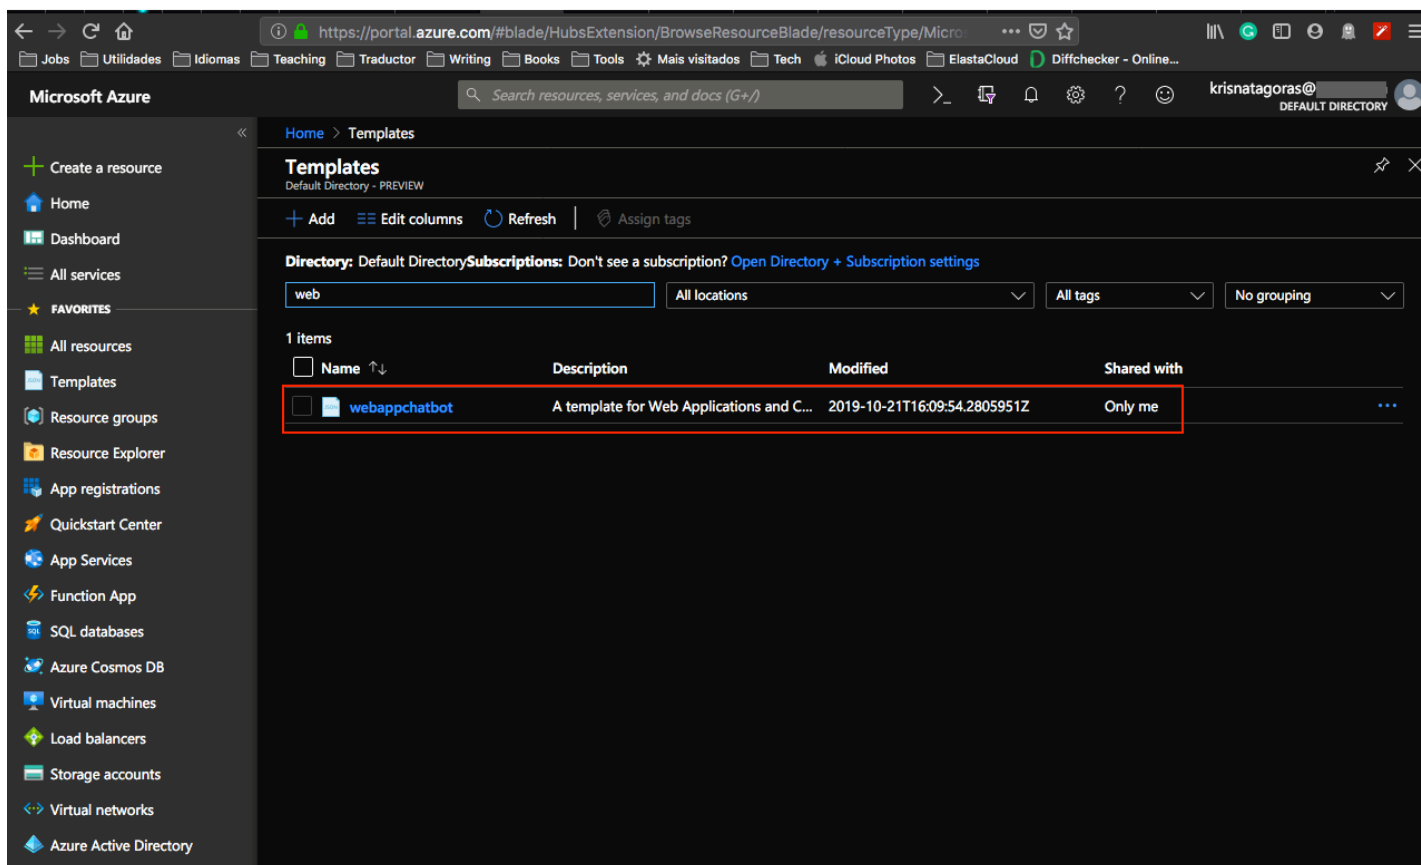 https://portal.azure.com/#blade/HubsExtension/BrowseResourceBlade/resourceType/Micro
Jobs Utilidades Idiomas Teaching Traductor Writing Books Tools Mais visitados Tech iCloud Photos ElastaCloud Diffchecker - Online...
Microsoft Azure
Search resources, services, and docs (G+/)
krisnatagoras@
DEFAULT DIRECTORY
Home > Templates
Create a resource
Home
Dashboard
All services
FAVORITES
All resources
Templates
Resource groups
Resource Explorer
App registrations
Quickstart Center
App Services
Function App
SQL databases
Azure Cosmos DB
Virtual machines
Load balancers
Storage accounts
Virtual networks
Azure Active Directory
Templates
Default Directory - PREVIEW
Add Edit columns Refresh Assign tags
Directory: Default DirectorySubscriptions: Don't see a subscription? Open Directory + Subscription settings
web All locations All tags No grouping
1 items
Name Description Modified Shared with
webappchatbot A template for Web Applications and C... 2019-10-21T16:09:54.2805951Z Only me